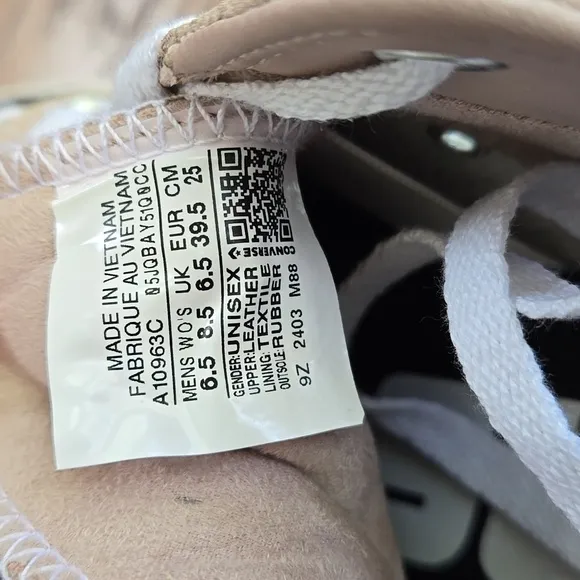 MADE IN VIETNAM
FABRIQUE AU VIETNAM
A10963C 05JQBAY51Q0CC
MENS WO'S UK EUR CM
6.5 8.5 6.5 39.5 25
GENDER:UNISEX
UPPER:LEATHER
LINING:TEXTILE
OUTSOLE:RUBBER
9Z 2403 M88
CONVERSE